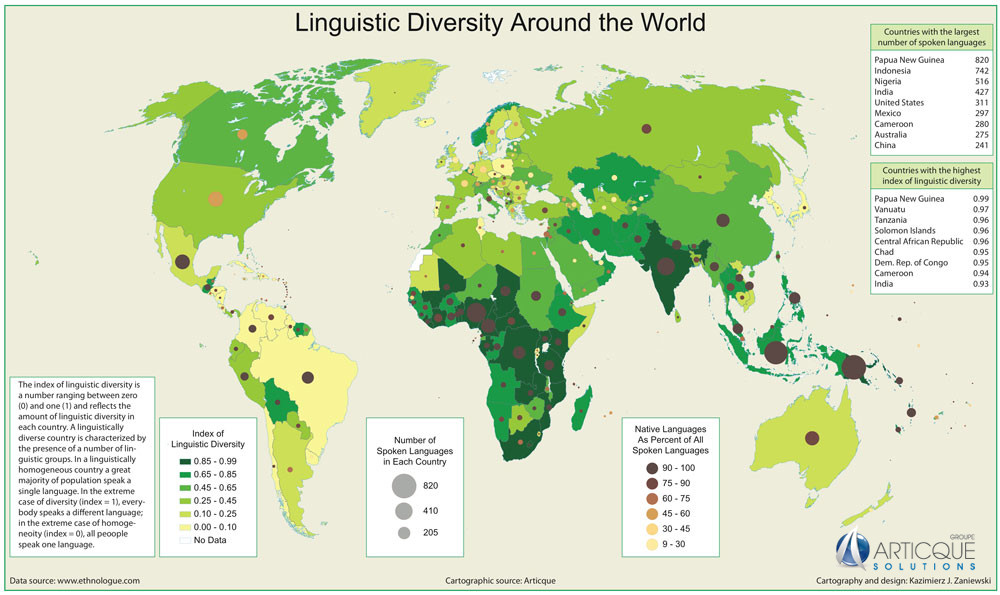 Linguistic Diversity Around the World
Countries with the largest
number of spoken languages
Papua New Guinea 820
Indonesia 742
Nigeria 516
India 427
United States 311
Mexico 297
Cameroon 280
Australia 275
China 241
Countries with the highest
index of linguistic diversity
Papua New Guinea 0.99
Vanuatu 0.97
Tanzania 0.96
Solomon Islands 0.96
Central African Republic 0.96
Chad 0.95
Dem. Rep. of Congo 0.95
Cameroon 0.94
India 0.93
The index of linguistic diversity is
a number ranging between zero
(0) and one (1) and reflects the
amount of linguistic diversity in
each country. A linguistically
diverse country is characterized by
the presence of a number of lin-
guistic groups. In a linguistically
homogeneous country a great
majority of population speak a
single language. In the extreme
case of diversity (index = 1), every-
body speaks a different language;
in the extreme case of homoge-
neity (index = 0), all peoople
speak one language.
Index of
Linguistic Diversity
0.85 - 0.99
0.65 - 0.85
0.45 - 0.65
0.25 - 0.45
0.10 - 0.25
0.00 - 0.10
No Data
Number of
Spoken Languages
in Each Country
820
410
205
Native Languages
As Percent of All
Spoken Languages
90 - 100
75 - 90
60 - 75
45 - 60
30 - 45
9 - 30
GROUPE
ARTICQUE
SOLUTIONS
Data source: www.ethnologue.com
Cartographic source: Articque
Cartography and design: Kazimierz J. Zaniewski